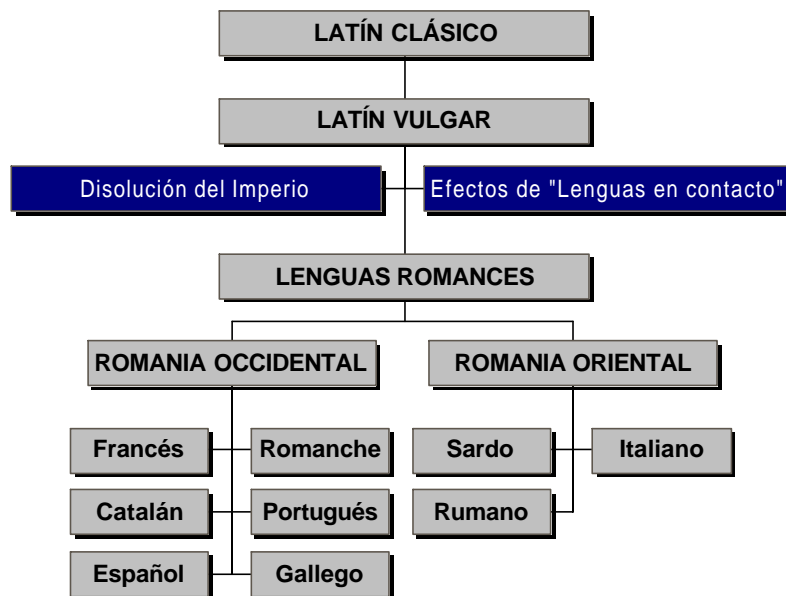 LATÍN CLÁSICO
LATÍN VULGAR
Disolución del Imperio
Efectos de "Lenguas en contacto"
LENGUAS ROMANCES
ROMANIA OCCIDENTAL
ROMANIA ORIENTAL
Francés
Romanche
Sardo
Italiano
Catalán
Portugués
Rumano
Español
Gallego